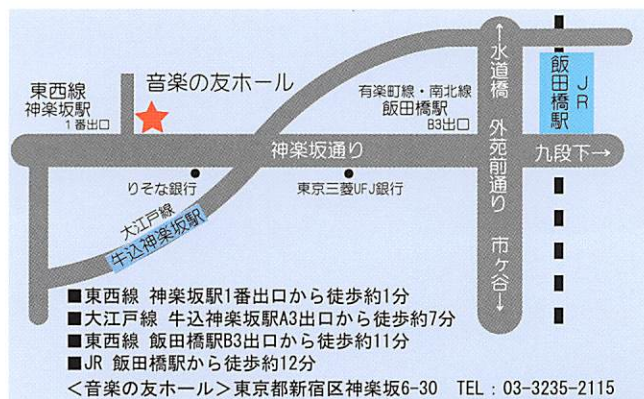 東西線
神楽坂駅
1番出口
音楽の友ホール
有楽町線・南北線
飯田橋駅
B3出口
←水道橋 外苑前通り 市ヶ谷→
JR
飯田橋駅
神楽坂通り
九段下→
りそな銀行
東京三菱UFJ銀行
大江戸線
牛込神楽坂駅
■東西線 神楽坂駅1番出口から徒歩約1分
■大江戸線 牛込神楽坂駅A3出口から徒歩約7分
■東西線 飯田橋駅B3出口から徒歩約11分
■JR 飯田橋駅から徒歩約12分
＜音楽の友ホール＞東京都新宿区神楽坂6-30 TEL：03-3235-2115